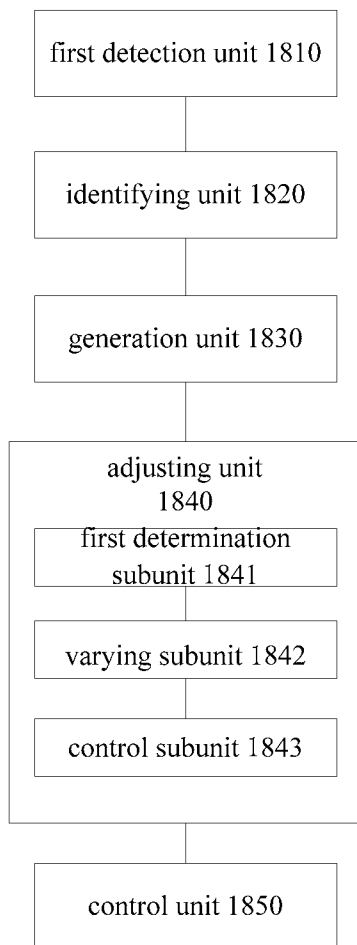 first detection unit 1810
identifying unit 1820
generation unit 1830
adjusting unit
1840
first determination
subunit 1841
varying subunit 1842
control subunit 1843
control unit 1850